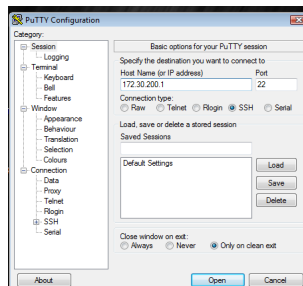 PuTTY Configuration
Category:
Session
Logging
Terminal
Keyboard
Bell
Features
Window
Appearance
Behaviour
Translation
Selection
Colours
Connection
Data
Proxy
Telnet
Rlogin
SSH
Serial
Basic options for your PuTTY session
Specify the destination you want to connect to
Host Name (or IP address) Port
172.30.200.1 22
Connection type:
Raw Telnet Rlogin SSH Serial
Load, save or delete a stored session
Saved Sessions
Default Settings
Load
Save
Delete
Close window on exit:
Always Never Only on clean exit
About Open Cancel